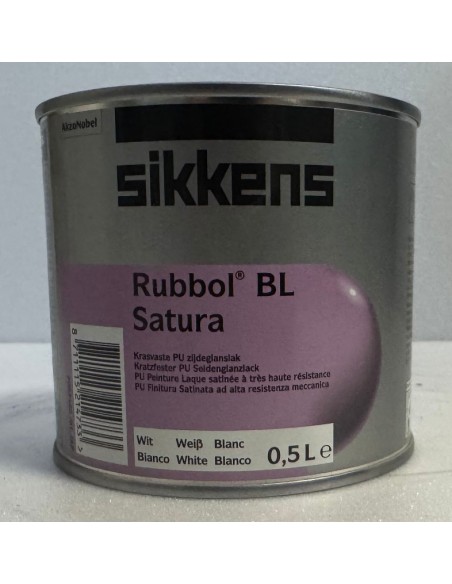 AkzoNobel
sikkens
Rubbol® BL
Satura
Krasvaste PU zijdeglanslak
Kratzfester PU Seidenglanzlack
PU Peinture Laque satinée à très haute résistance
PU Finitura Satinata ad alta resistenza meccanica
Wit Weiß Blanc
Bianco White Blanco 0,5 L e